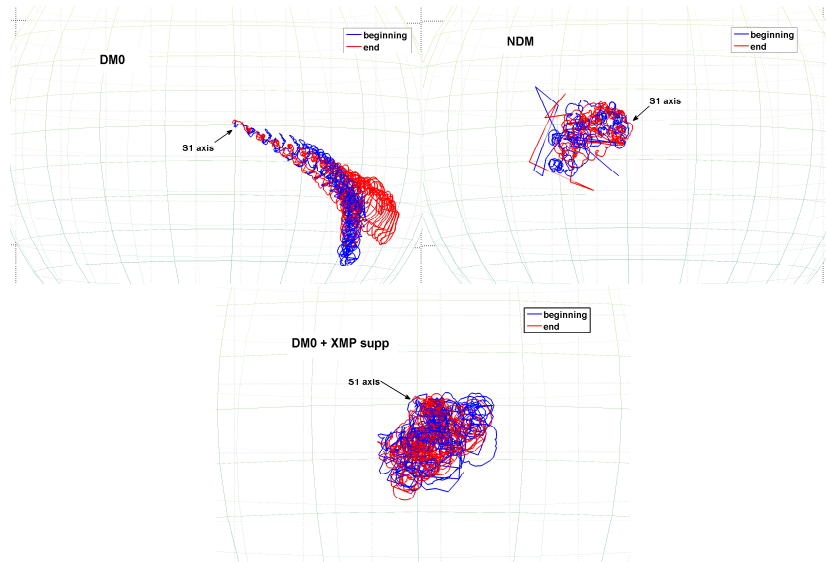 DM0
beginning
end
S1 axis
NDM
beginning
end
S1 axis
DM0 + XMP supp
beginning
end
S1 axis